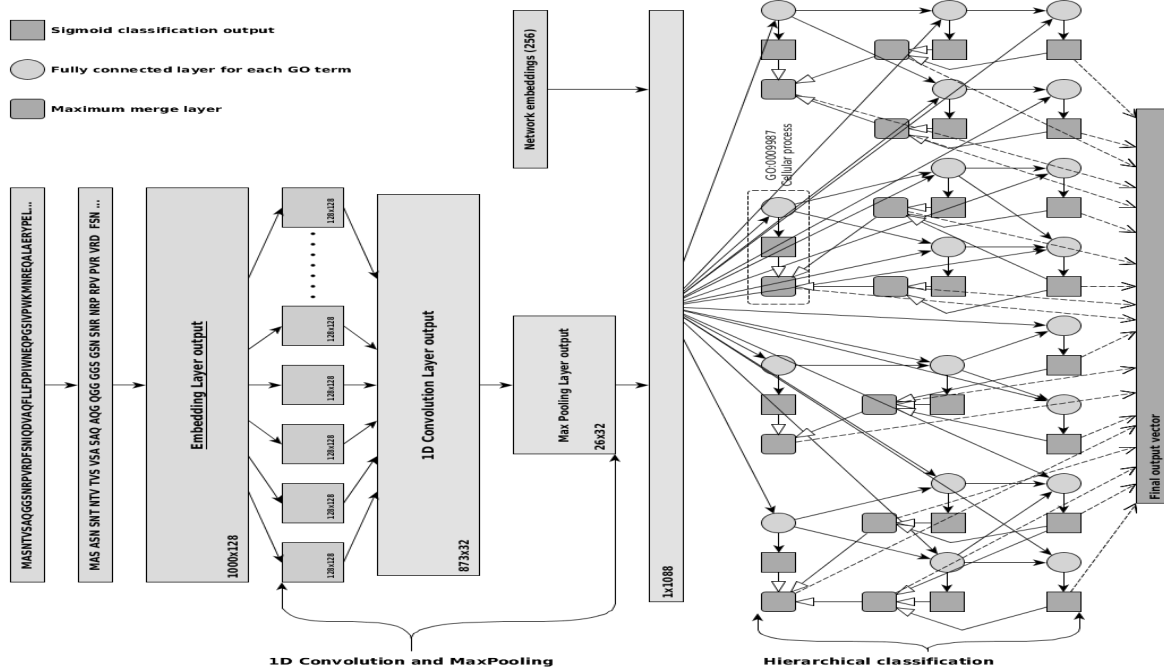 Sigmoid classification output
Fully connected layer for each GO term
Maximum merge layer
MASNTVSAQGGSNRPVRDFSNIQDVAQFLLFDPIWNEQPGSIVPWKMNREQALAERYPEL...
MAS ASN SNT NTV TVS VSA SAQ AQG QGG GGS GSN SNR NRP RPV PVR VRD FSN ...
Embedding Layer output
1000x128
128x128
128x128
128x128
128x128
128x128
128x128
1D Convolution Layer output
873x32
Network embeddings (256)
Max Pooling Layer output
26x32
1x1088
GO:0009987
Cellular process
Final output vector
1D Convolution and MaxPooling
Hierarchical classification